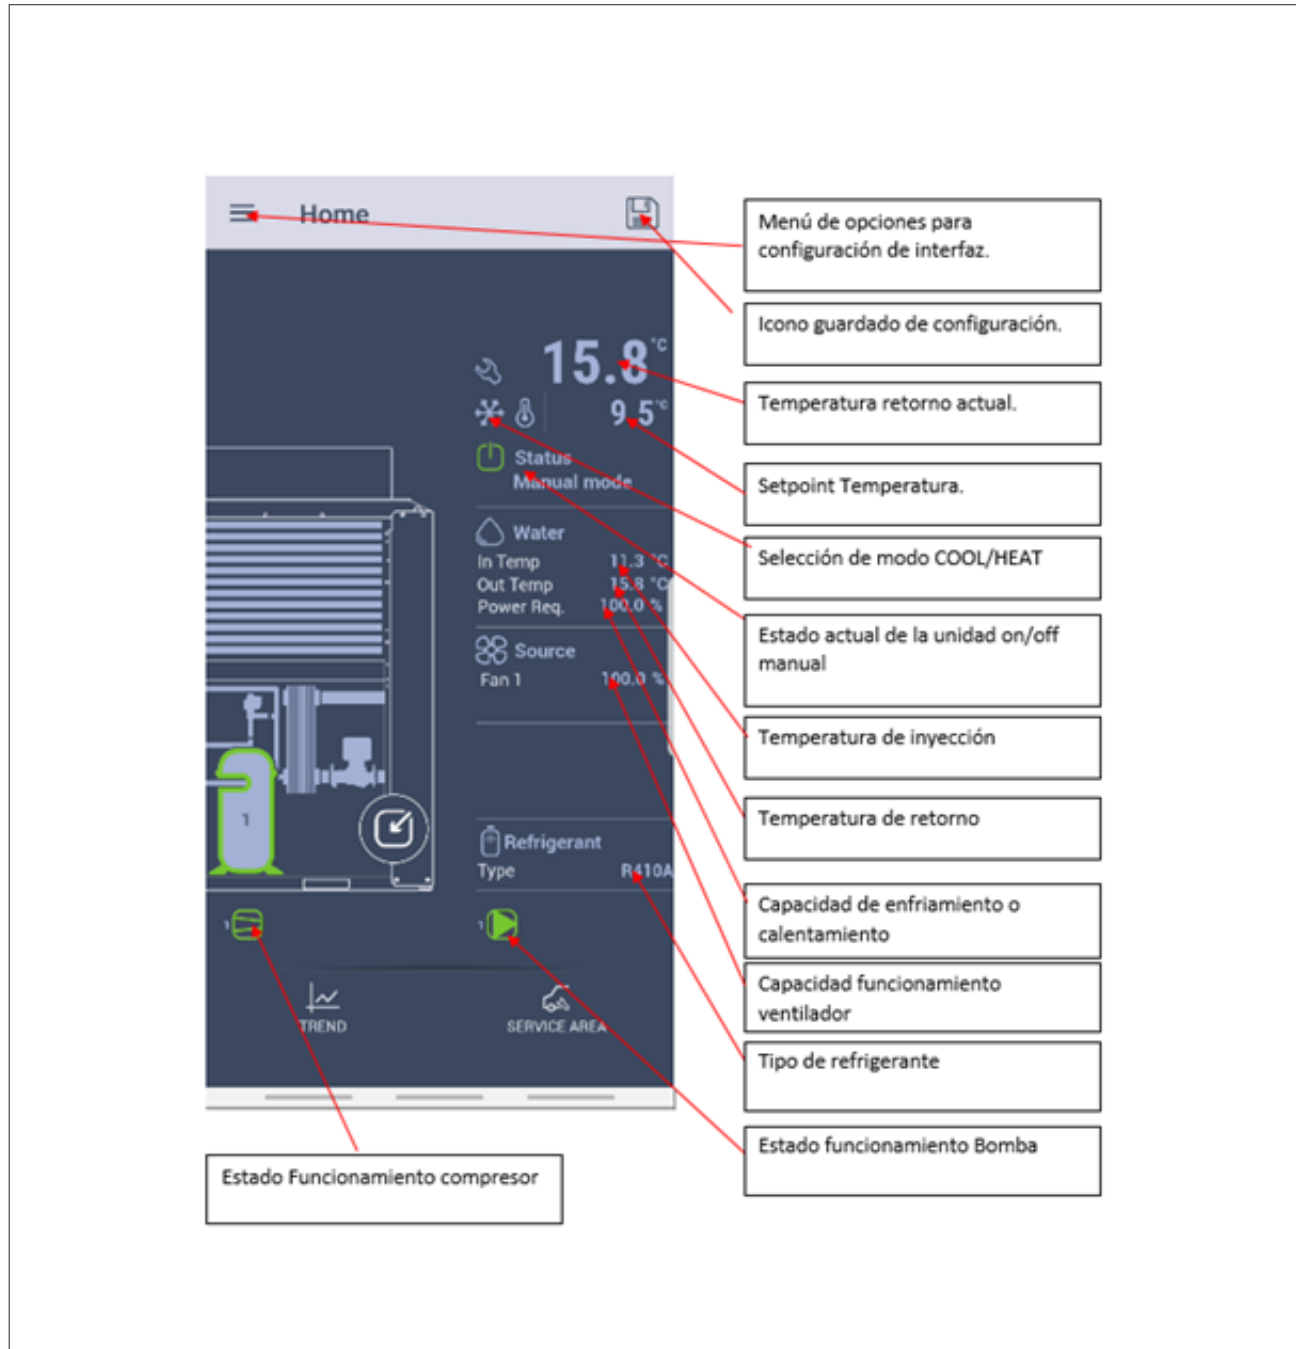 Home
15.8 °C
9.5 °C
Status
Manual mode
Water
In Temp 11.3 °C
Out Temp 15.8 °C
Power Req. 100.0 %
Source
Fan 1 100.0 %
1
Refrigerant
Type R410A
1
1
TREND
SERVICE AREA
Menú de opciones para
configuración de interfaz.
Icono guardado de configuración.
Temperatura retorno actual.
Setpoint Temperatura.
Selección de modo COOL/HEAT
Estado actual de la unidad on/off
manual
Temperatura de inyección
Temperatura de retorno
Capacidad de enfriamiento o
calentamiento
Capacidad funcionamiento
ventilador
Tipo de refrigerante
Estado funcionamiento Bomba
Estado Funcionamiento compresor